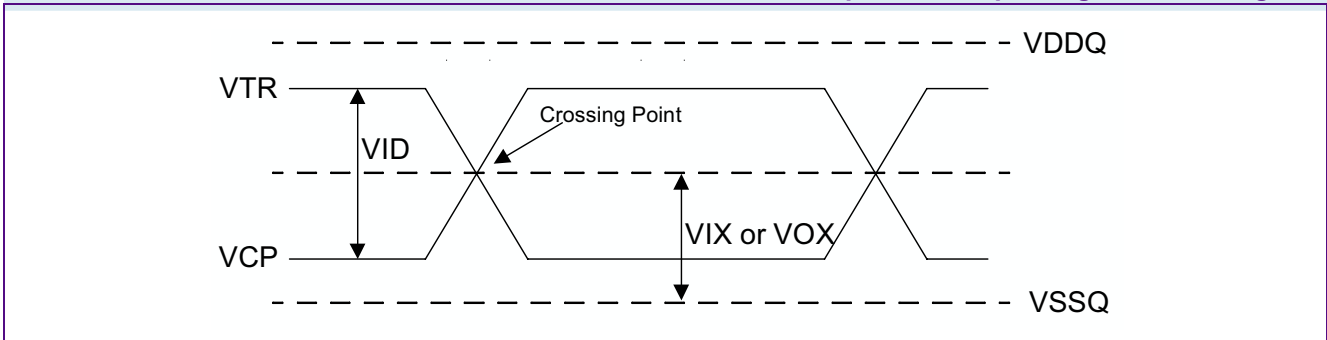 VDDQ
VTR
Crossing Point
VID
VIX or VOX
VCP
VSSQ